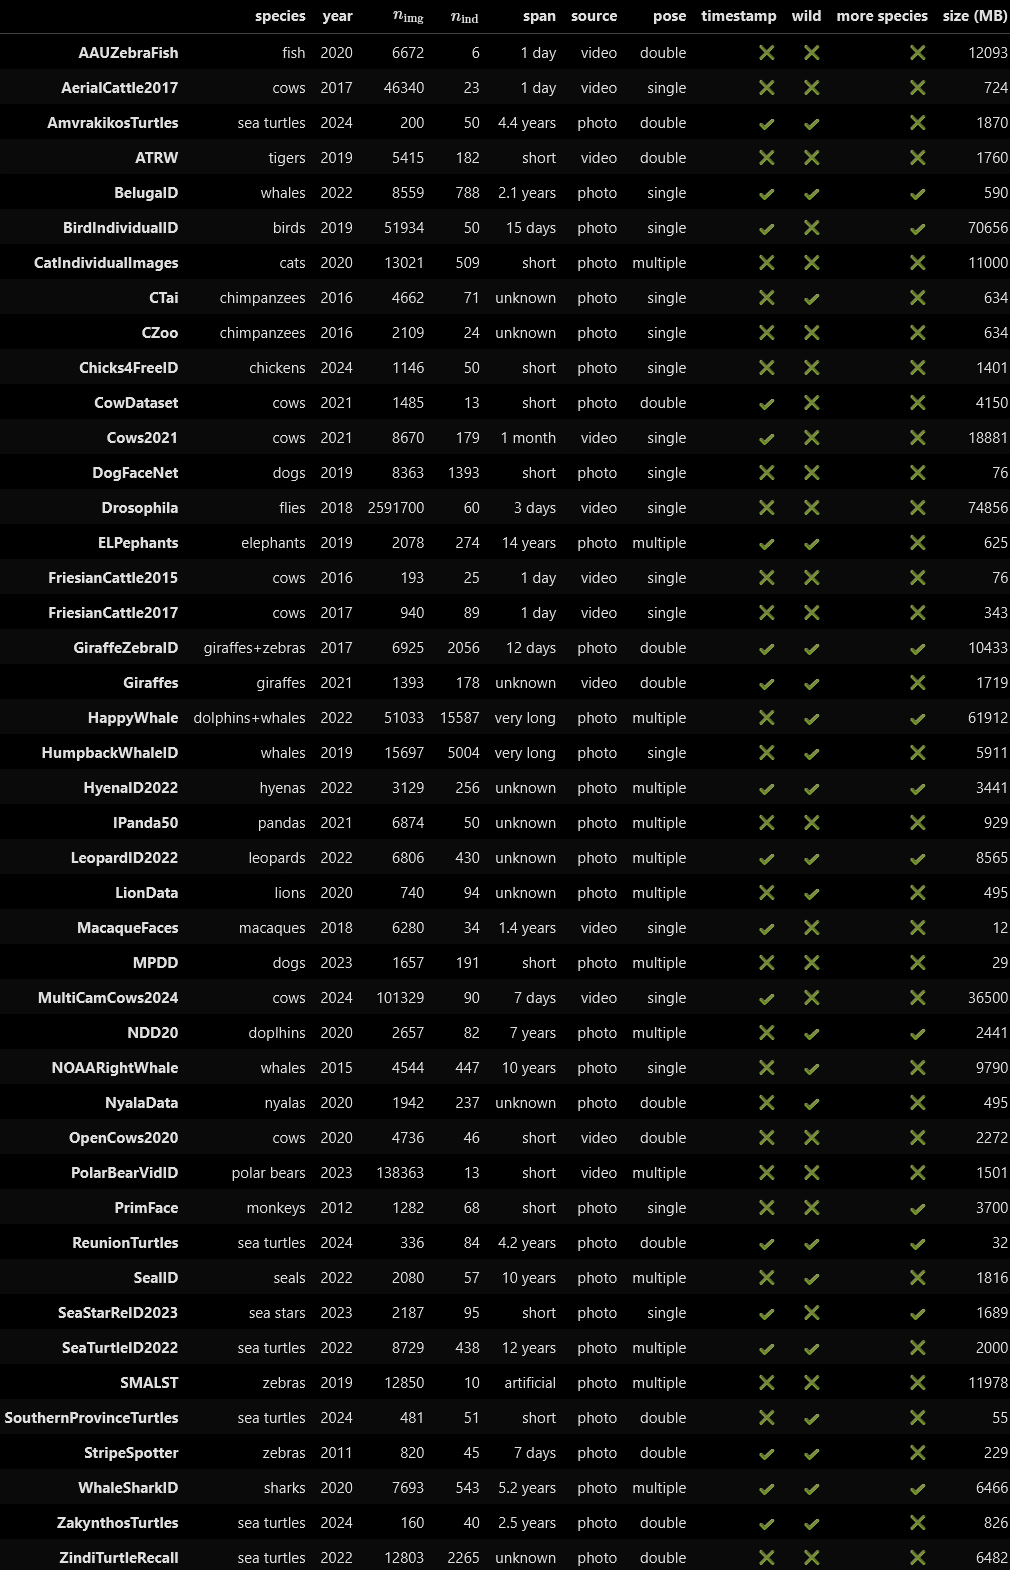 species year n_img n_ind span source pose timestamp wild more species size (MB)
AAUZebraFish fish 2020 6672 6 1 day video double ✗ ✗ ✗ 12093
AerialCattle2017 cows 2017 46340 23 1 day video single ✗ ✗ ✗ 724
AmvrakikosTurtles sea turtles 2024 200 50 4.4 years photo double ✓ ✓ ✗ 1870
ATRW tigers 2019 5415 182 short video double ✗ ✗ ✗ 1760
BelugaID whales 2022 8559 788 2.1 years photo single ✓ ✓ ✓ 590
BirdIndividualID birds 2019 51934 50 15 days photo single ✓ ✗ ✓ 70656
CatIndividualImages cats 2020 13021 509 short photo multiple ✗ ✗ ✗ 11000
CTai chimpanzees 2016 4662 71 unknown photo single ✗ ✓ ✗ 634
CZoo chimpanzees 2016 2109 24 unknown photo single ✗ ✗ ✗ 634
Chicks4FreeID chickens 2024 1146 50 short photo single ✗ ✗ ✗ 1401
CowDataset cows 2021 1485 13 short photo double ✓ ✗ ✗ 4150
Cows2021 cows 2021 8670 179 1 month video single ✓ ✗ ✗ 18881
DogFaceNet dogs 2019 8363 1393 short photo single ✗ ✗ ✗ 76
Drosophila flies 2018 2591700 60 3 days video single ✗ ✗ ✗ 74856
ELPephants elephants 2019 2078 274 14 years photo multiple ✓ ✓ ✗ 625
FriesianCattle2015 cows 2016 193 25 1 day video single ✗ ✗ ✗ 76
FriesianCattle2017 cows 2017 940 89 1 day video single ✗ ✗ ✗ 343
GiraffeZebraID giraffes+zebras 2017 6925 2056 12 days photo double ✓ ✓ ✓ 10433
Giraffes giraffes 2021 1393 178 unknown video double ✓ ✓ ✗ 1719
HappyWhale dolphins+whales 2022 51033 15587 very long photo multiple ✗ ✓ ✓ 61912
HumpbackWhaleID whales 2019 15697 5004 very long photo single ✗ ✓ ✗ 5911
HyenaID2022 hyenas 2022 3129 256 unknown photo multiple ✓ ✓ ✓ 3441
IPanda50 pandas 2021 6874 50 unknown photo multiple ✗ ✗ ✗ 929
LeopardID2022 leopards 2022 6806 430 unknown photo multiple ✓ ✓ ✓ 8565
LionData lions 2020 740 94 unknown photo multiple ✗ ✓ ✗ 495
MacaqueFaces macaques 2018 6280 34 1.4 years video single ✓ ✗ ✗ 12
MPDD dogs 2023 1657 191 short photo multiple ✗ ✗ ✗ 29
MultiCamCows2024 cows 2024 101329 90 7 days video single ✓ ✗ ✗ 36500
NDD20 doplhins 2020 2657 82 7 years photo multiple ✗ ✓ ✓ 2441
NOAARightWhale whales 2015 4544 447 10 years photo single ✗ ✓ ✗ 9790
NyalaData nyalas 2020 1942 237 unknown photo double ✗ ✓ ✗ 495
OpenCows2020 cows 2020 4736 46 short video double ✗ ✗ ✗ 2272
PolarBearVidID polar bears 2023 138363 13 short video multiple ✗ ✗ ✗ 1501
PrimFace monkeys 2012 1282 68 short photo single ✗ ✗ ✓ 3700
ReunionTurtles sea turtles 2024 336 84 4.2 years photo double ✓ ✓ ✓ 32
SealID seals 2022 2080 57 10 years photo multiple ✗ ✓ ✗ 1816
SeaStarReID2023 sea stars 2023 2187 95 short photo single ✓ ✗ ✓ 1689
SeaTurtleID2022 sea turtles 2022 8729 438 12 years photo multiple ✓ ✓ ✗ 2000
SMALST zebras 2019 12850 10 artificial photo multiple ✗ ✗ ✗ 11978
SouthernProvinceTurtles sea turtles 2024 481 51 short photo double ✗ ✓ ✗ 55
StripeSpotter zebras 2011 820 45 7 days photo double ✓ ✓ ✗ 229
WhaleSharkID sharks 2020 7693 543 5.2 years photo multiple ✓ ✓ ✓ 6466
ZakynthosTurtles sea turtles 2024 160 40 2.5 years photo double ✓ ✓ ✗ 826
ZindiTurtleRecall sea turtles 2022 12803 2265 unknown photo double ✗ ✗ ✗ 6482